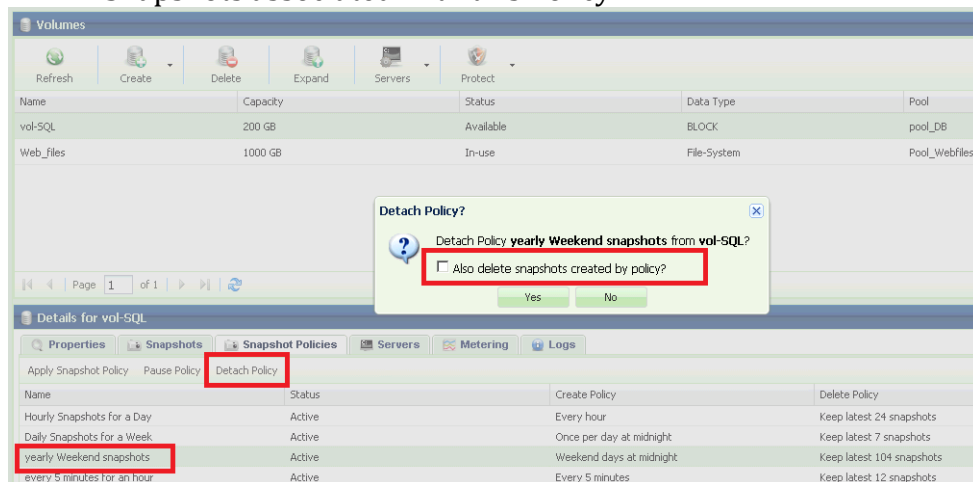 Snapshots associated with this Policy
Volumes
Refresh Create Delete Expand Servers Protect
Name Capacity Status Data Type Pool
vol-SQL 200 GB Available BLOCK pool_DB
Web_files 1000 GB In-use File-System Pool_Webfiles
Detach Policy?
Detach Policy yearly Weekend snapshots from vol-SQL?
Also delete snapshots created by policy?
Yes No
Page 1 of 1
Details for vol-SQL
Properties Snapshots Snapshot Policies Servers Metering Logs
Apply Snapshot Policy Pause Policy Detach Policy
Name Status Create Policy Delete Policy
Hourly Snapshots for a Day Active Every hour Keep latest 24 snapshots
Daily Snapshots for a Week Active Once per day at midnight Keep latest 7 snapshots
yearly Weekend snapshots Active Weekend days at midnight Keep latest 104 snapshots
every 5 minutes for an hour Active Every 5 minutes Keep latest 12 snapshots